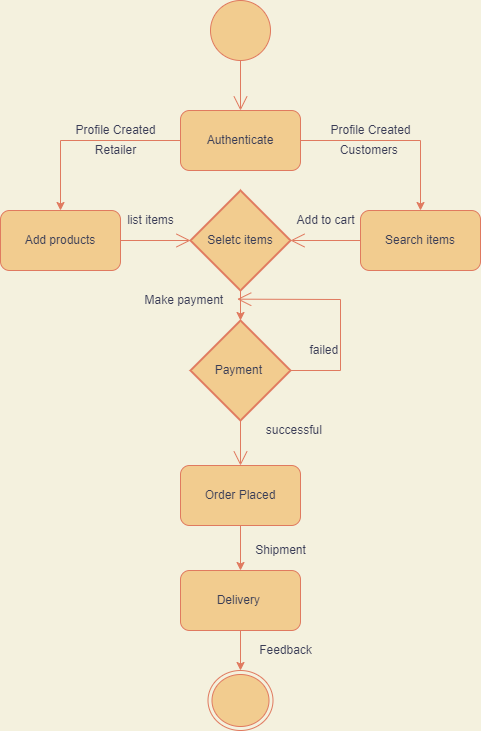 Profile Created
Retailer
Authenticate
Profile Created
Customers
Add products
list items
Seletc items
Add to cart
Search items
Make payment
Payment
failed
successful
Order Placed
Shipment
Delivery
Feedback